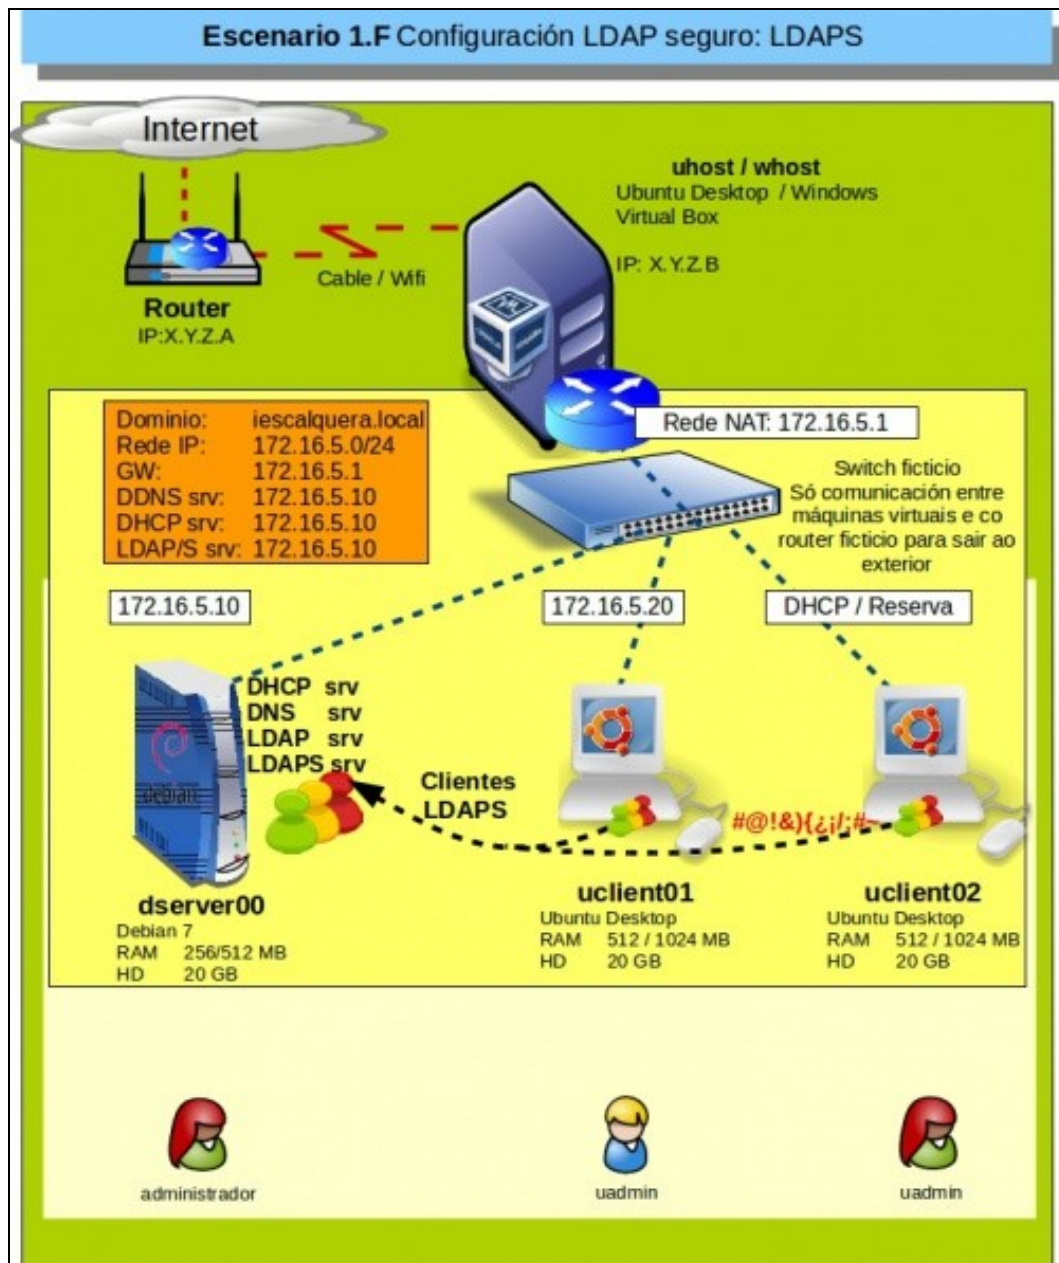 Escenario 1.F Configuración LDAP seguro: LDAPS
Internet
uhost / whost
Ubuntu Desktop / Windows
Virtual Box
IP: X.Y.Z.B
Cable / Wifi
Router
IP:X.Y.Z.A
Dominio: iescalquera.local
Rede IP: 172.16.5.0/24
GW: 172.16.5.1
DDNS srv: 172.16.5.10
DHCP srv: 172.16.5.10
LDAP/S srv: 172.16.5.10
Rede NAT: 172.16.5.1
Switch ficticio
Só comunicación entre
máquinas virtuais e co
router ficticio para sair ao
exterior
172.16.5.10
172.16.5.20
DHCP / Reserva
DHCP srv
DNS srv
LDAP srv
LDAPS srv
debian
Clientes
LDAPS
#@!&){¿¡/;#~
dserver00
Debian 7
RAM 256/512 MB
HD 20 GB
uclient01
Ubuntu Desktop
RAM 512 / 1024 MB
HD 20 GB
uclient02
Ubuntu Desktop
RAM 512 / 1024 MB
HD 20 GB
administrador
uadmin
uadmin